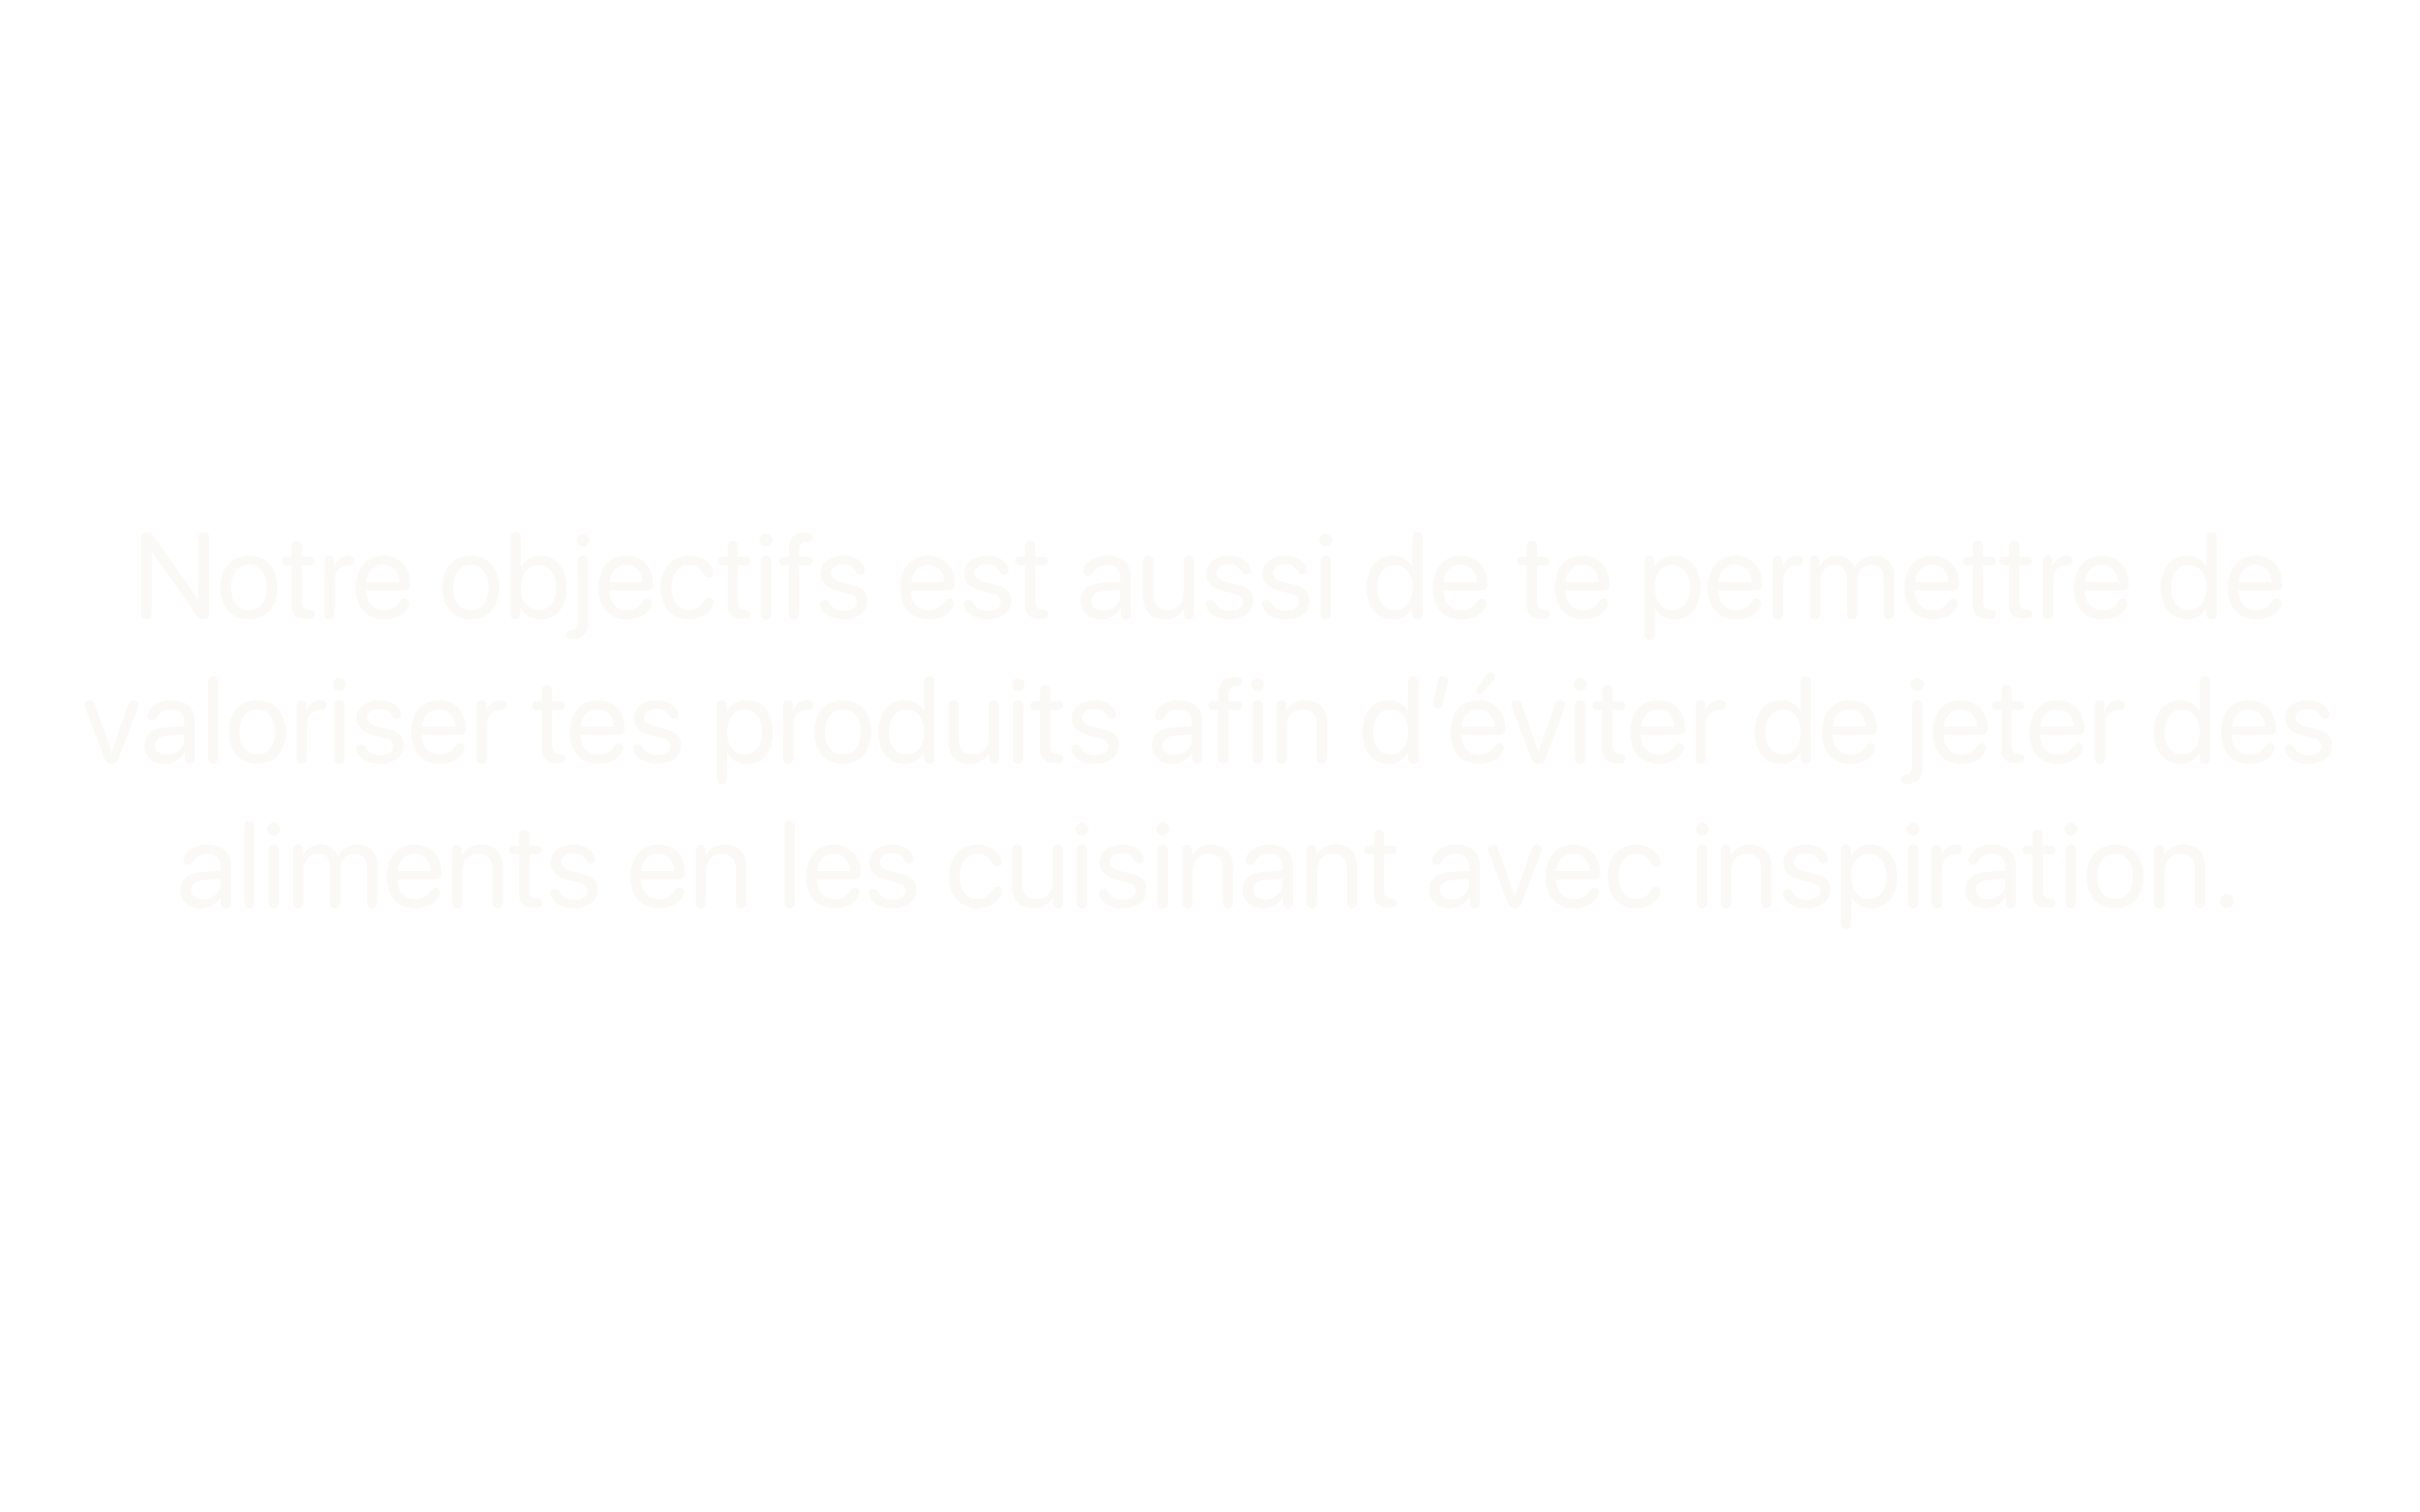 Notre objectifs est aussi de te permettre de
valoriser tes produits afin d'éviter de jeter des
aliments en les cuisinant avec inspiration.